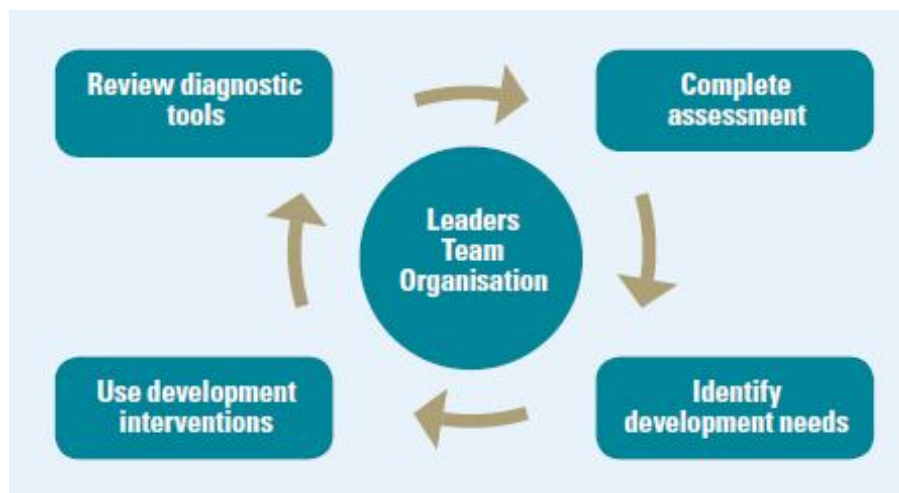 Review diagnostic
tools
Complete
assessment
Leaders
Team
Organisation
Use development
interventions
Identify
development needs